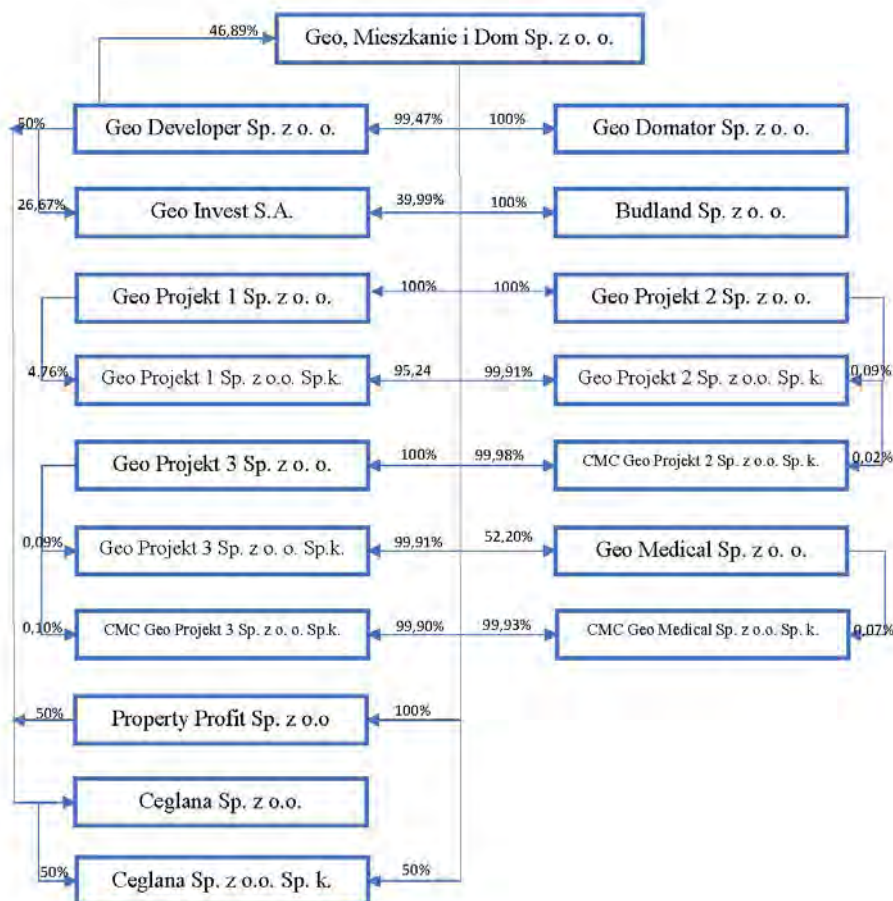 46,89%
Geo, Mieszkanie i Dom Sp. z o. o.
50% Geo Developer Sp. z o. o. 99,47% 100% Geo Domator Sp. z o. o.
26,67% Geo Invest S.A. 39,99% 100% Budland Sp. z o. o.
Geo Projekt 1 Sp. z o. o. 100% 100% Geo Projekt 2 Sp. z o. o.
4,76% Geo Projekt 1 Sp. z o.o. Sp.k. 95,24 99,91% Geo Projekt 2 Sp. z o.o. Sp. k. 0,09%
Geo Projekt 3 Sp. z o. o. 100% 99,98% CMC Geo Projekt 2 Sp. z o.o. Sp. k. 0,02%
0,09% Geo Projekt 3 Sp. z o. o. Sp.k. 99,91% 52,20% Geo Medical Sp. z o. o.
0,10% CMC Geo Projekt 3 Sp. z o. o. Sp.k. 99,90% 99,93% CMC Geo Medical Sp. z o.o. Sp. k. 0,07%
50% Property Profit Sp. z o.o 100%
Ceglana Sp. z o.o.
50% Ceglana Sp. z o.o. Sp. k. 50%